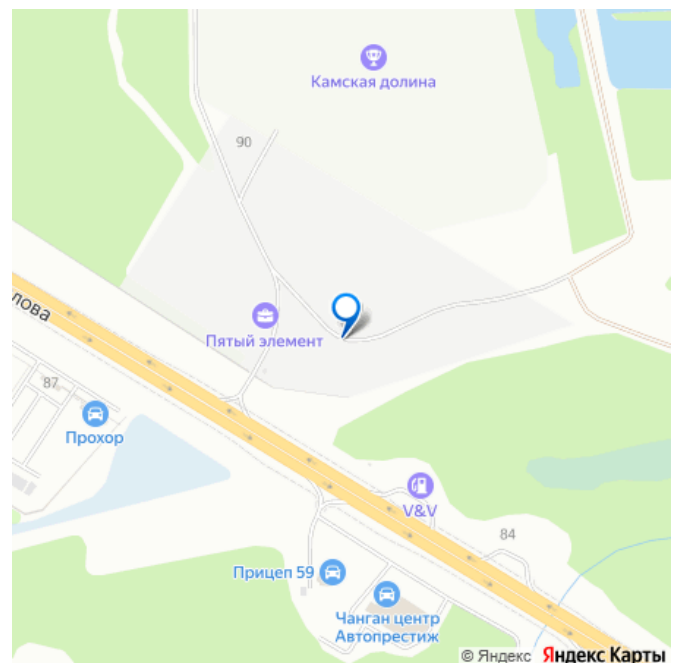 Камская долина
90
лова
Пятый элемент
87
Прохор
V&V
84
Прицеп 59
Чанган центр
Автопрестиж
© Яндекс Яндекс Карты